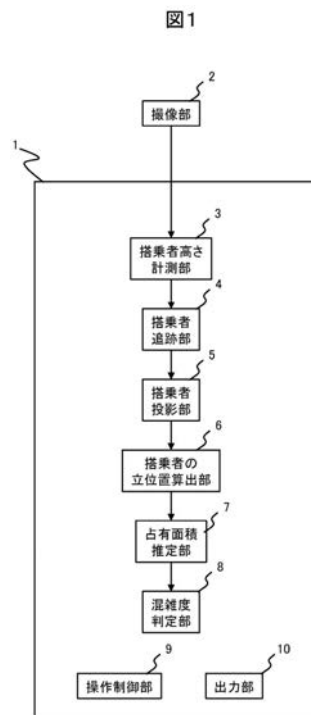 図1
2
撮像部
1
3
搭乗者高さ
計測部
4
搭乗者
追跡部
5
搭乗者
投影部
6
搭乗者の
立位置算出部
7
占有面積
推定部
8
混雑度
判定部
9
操作制御部
10
出力部